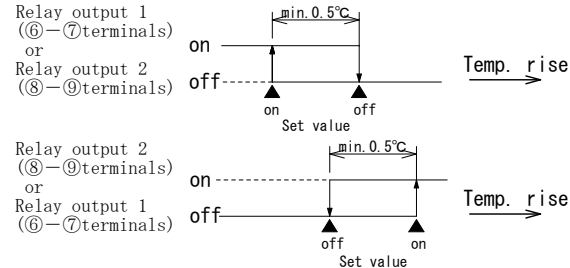 Relay output 1
(⑥－⑦terminals)
or
Relay output 2
(⑧－⑨terminals)
min. 0.5℃
on
off
on off
Set value
Temp. rise
Relay output 2
(⑧－⑨terminals)
or
Relay output 1
(⑥－⑦terminals)
min. 0.5℃
on
off
off on
Set value
Temp. rise